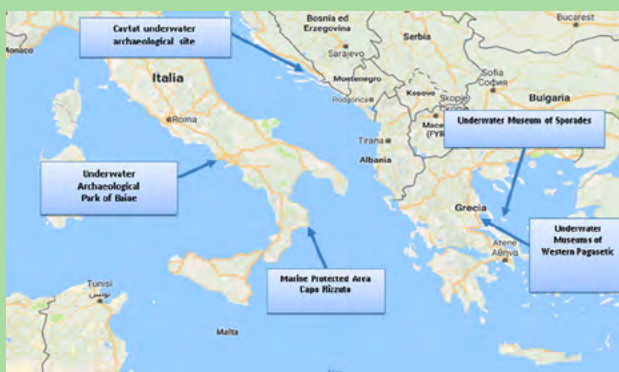 Cavtat underwater
archaeological site
Bosnia ed
Erzegovina
Bucarest
Monaco
Serbia
Sarajevo
Italia
Montenegro
Sofia
София
Kosovo
Podgorica
Skopje
Bulgaria
Roma
Tirana
Mace
(FYR
Underwater Museum of Sporades
Albania
Underwater
Archaeological
Park of Baiae
Grecia
Underwater
Museums of
Western Pagasetic
Atene
Αθήνα
Marine Protected Area
Capo Rizzuto
Tunisi
تونس
Malta